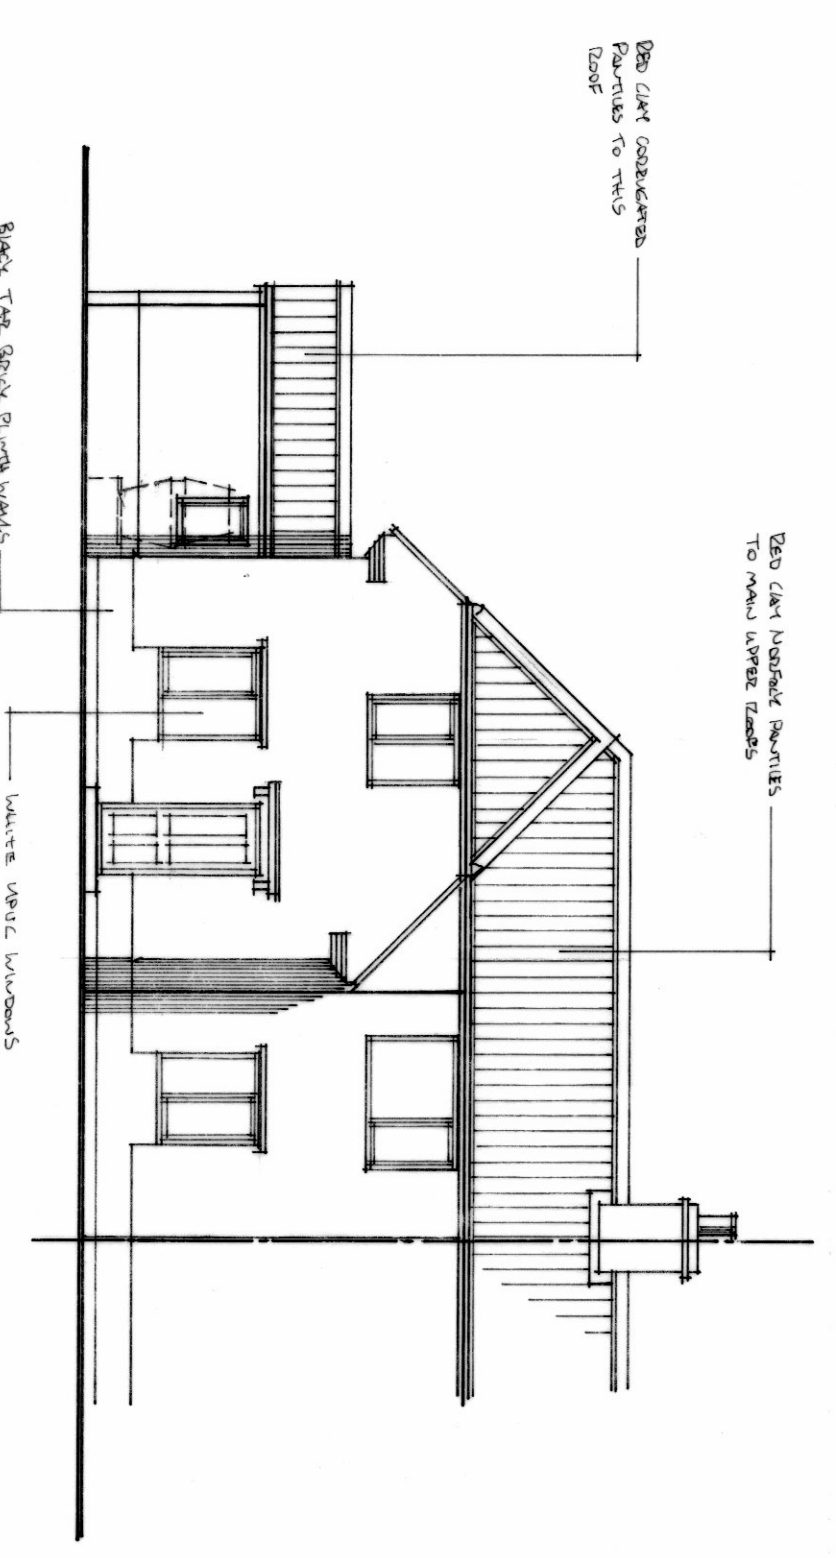 RED CLAY CORRUGATED
PANTILES TO THIS
ROOF
RED CLAY NORFOLK PANTILES
TO MAIN UPPER ROOFS
BLACK TAR BRICK PLINTH WALLS
WHITE UPVC WINDOWS